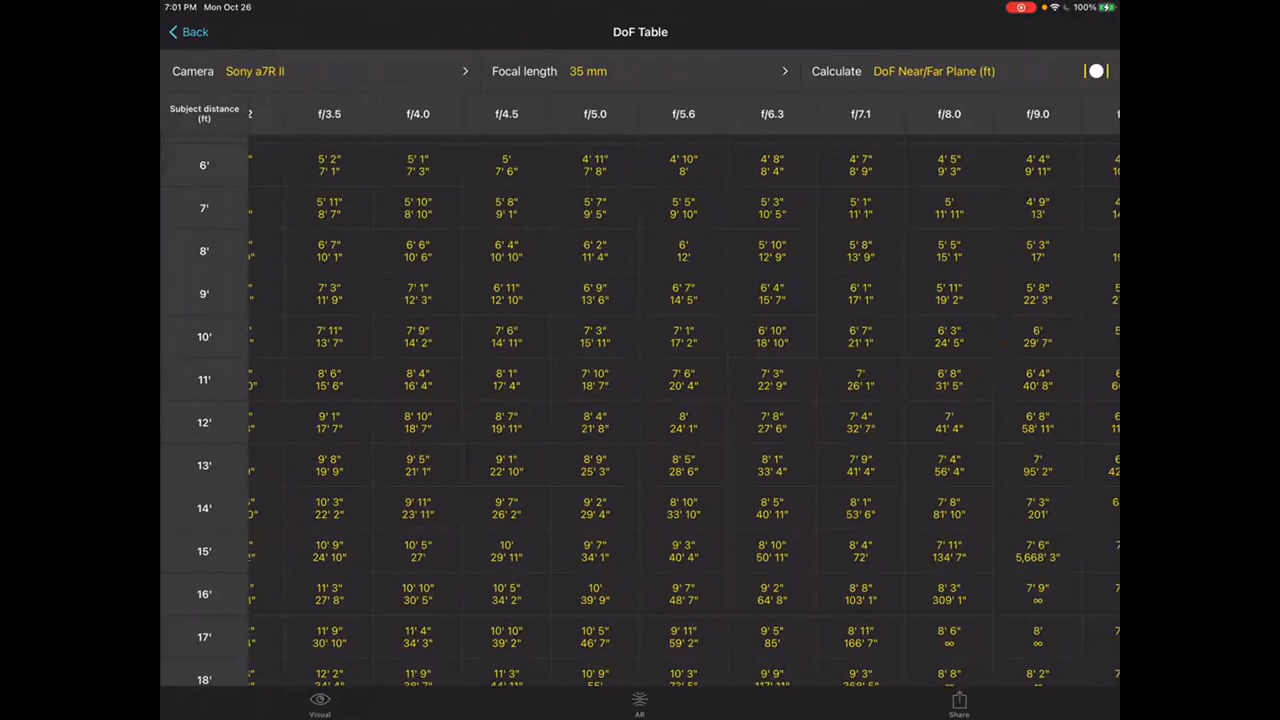 7:01 PM Mon Oct 26 100%
Back DoF Table
Camera Sony a7R II Focal length 35 mm Calculate DoF Near/Far Plane (ft)
Subject distance (ft) 2 f/3.5 f/4.0 f/4.5 f/5.0 f/5.6 f/6.3 f/7.1 f/8.0 f/9.0
6' 5' 2" 5' 1" 5' 4' 11" 4' 10" 4' 8" 4' 7" 4' 5" 4' 4"
7' 1" 7' 3" 7' 6" 7' 8" 8' 8' 4" 8' 9" 9' 3" 9' 11"
7' 5' 11" 5' 10" 5' 8" 5' 7" 5' 5" 5' 3" 5' 1" 5' 4' 9"
8' 7" 8' 10" 9' 1" 9' 5" 9' 10" 10' 5" 11' 1" 11' 11" 13'
8' 6' 7" 6' 6" 6' 4" 6' 2" 6' 5' 10" 5' 8" 5' 5" 5' 3"
10' 1" 10' 6" 10' 10" 11' 4" 12' 12' 9" 13' 9" 15' 1" 17'
9' 7' 3" 7' 1" 6' 11" 6' 9" 6' 7" 6' 4" 6' 1" 5' 11" 5' 8"
11' 9" 12' 3" 12' 10" 13' 6" 14' 5" 15' 7" 17' 1" 19' 2" 22' 3"
10' 7' 11" 7' 9" 7' 6" 7' 3" 7' 1" 6' 10" 6' 7" 6' 3" 6'
13' 7" 14' 2" 14' 11" 15' 11" 17' 2" 18' 10" 21' 1" 24' 5" 29' 7"
11' 8' 6" 8' 4" 8' 1" 7' 10" 7' 6" 7' 3" 7' 6' 8" 6' 4"
15' 6" 16' 4" 17' 4" 18' 7" 20' 4" 22' 9" 26' 1" 31' 5" 40' 8"
12' 9' 1" 8' 10" 8' 7" 8' 4" 8' 7' 8" 7' 4" 7' 6' 8"
17' 7" 18' 7" 19' 11" 21' 8" 24' 1" 27' 6" 32' 7" 41' 4" 58' 11"
13' 9' 8" 9' 5" 9' 1" 8' 9" 8' 5" 8' 1" 7' 9" 7' 4" 7'
19' 9" 21' 1" 22' 10" 25' 3" 28' 6" 33' 4" 41' 4" 56' 4" 95' 2"
14' 10' 3" 9' 11" 9' 7" 9' 2" 8' 10" 8' 5" 8' 1" 7' 8" 7' 3"
22' 2" 23' 11" 26' 2" 29' 4" 33' 10" 40' 11" 53' 6" 81' 10" 201'
15' 10' 9" 10' 5" 10' 9' 7" 9' 3" 8' 10" 8' 4" 7' 11" 7' 6"
24' 10" 27' 29' 11" 34' 1" 40' 4" 50' 11" 72' 134' 7" 5,668' 3"
16' 11' 3" 10' 10" 10' 5" 10' 9' 7" 9' 2" 8' 8" 8' 3" 7' 9"
27' 8" 30' 5" 34' 2" 39' 9" 48' 7" 64' 8" 103' 1" 309' 1" ∞
17' 11' 9" 11' 4" 10' 10" 10' 5" 9' 11" 9' 5" 8' 11" 8' 6" 8'
30' 10" 34' 3" 39' 2" 46' 7" 59' 2" 85' 166' 7" ∞ ∞
18' 12' 2" 11' 9" 11' 3" 10' 9" 10' 3" 9' 9" 9' 3" 8' 8" 8' 2"
Visual AR Share